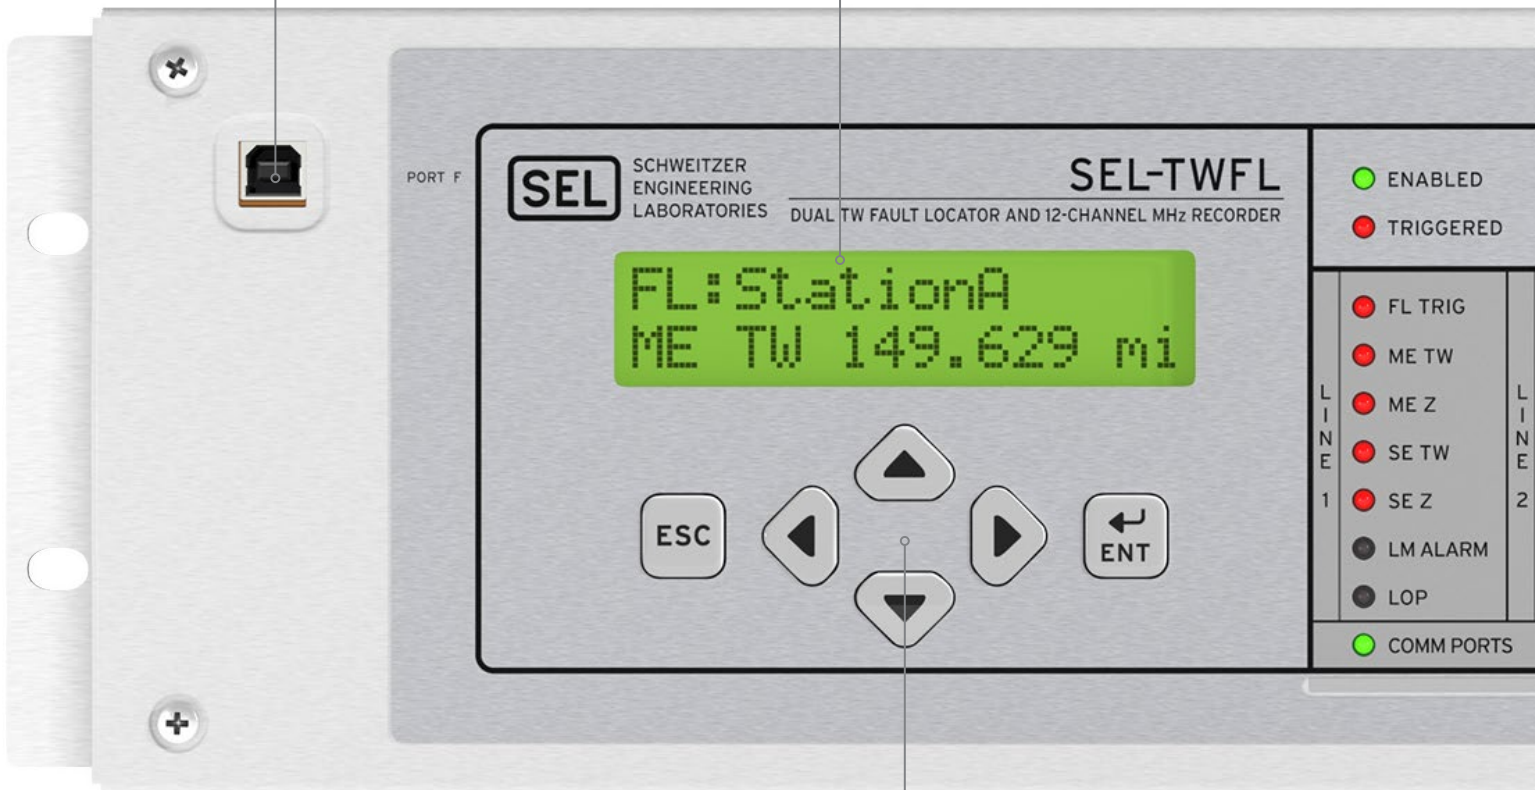 PORT F
SEL
SCHWEITZER
ENGINEERING
LABORATORIES
SEL-TWFL
DUAL TW FAULT LOCATOR AND 12-CHANNEL MHz RECORDER
FL:StationA
ME TW 149.629 mi
ESC
ENT
ENABLED
TRIGGERED
LINE 1
FL TRIG
ME TW
ME Z
SE TW
SE Z
LM ALARM
LOP
LINE 2
COMM PORTS